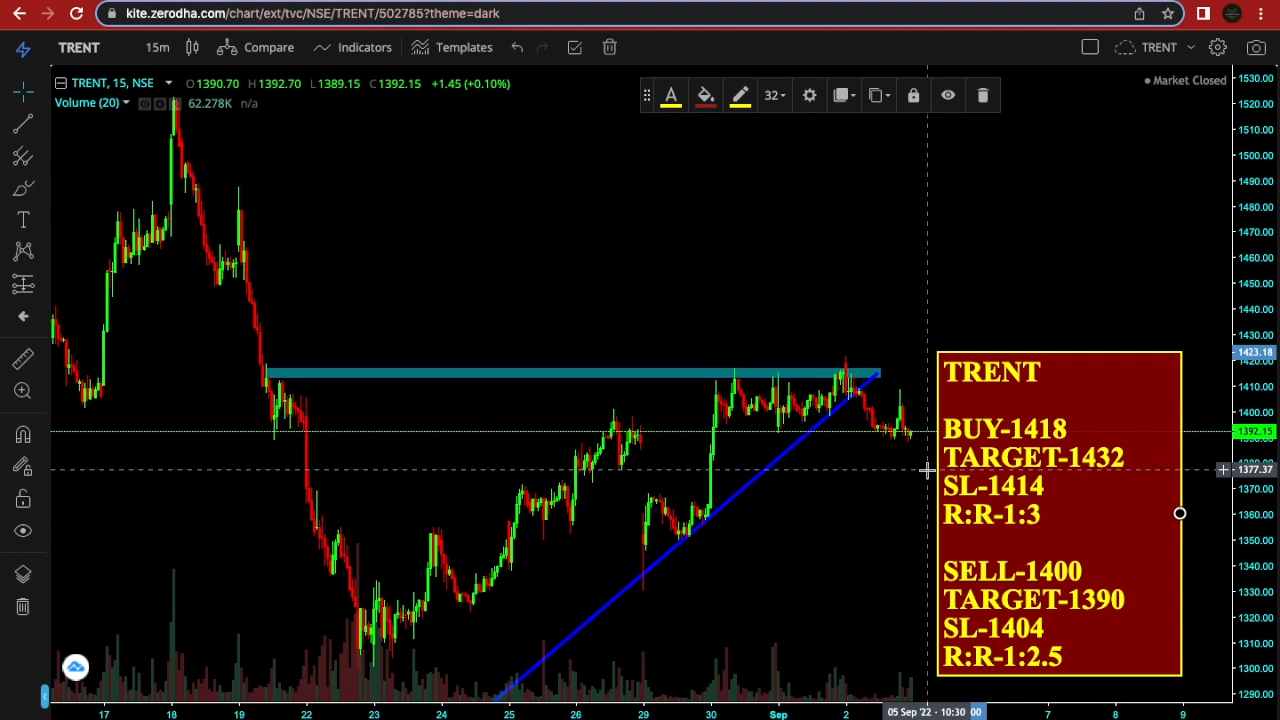 kite.zerodha.com/chart/ext/tvc/NSE/TRENT/502785?theme=dark
TRENT 15m Compare Indicators Templates TRENT
TRENT, 15, NSE O1390.70 H1392.70 L1389.15 C1392.15 +1.45 (+0.10%)
Volume (20) 62.278K n/a
32
Market Closed
1530.00
1520.00
1510.00
1500.00
1490.00
1480.00
1470.00
1460.00
1450.00
1440.00
1430.00
1423.18
1410.00
1400.00
1392.15
1377.37
1370.00
1360.00
1350.00
1340.00
1330.00
1320.00
1310.00
1300.00
1290.00
TRENT
BUY-1418
TARGET-1432
SL-1414
R:R-1:3
SELL-1400
TARGET-1390
SL-1404
R:R-1:2.5
17 18 19 22 23 24 25 26 29 30 Sep 2 05 Sep '22 - 10:30 00 7 8 9